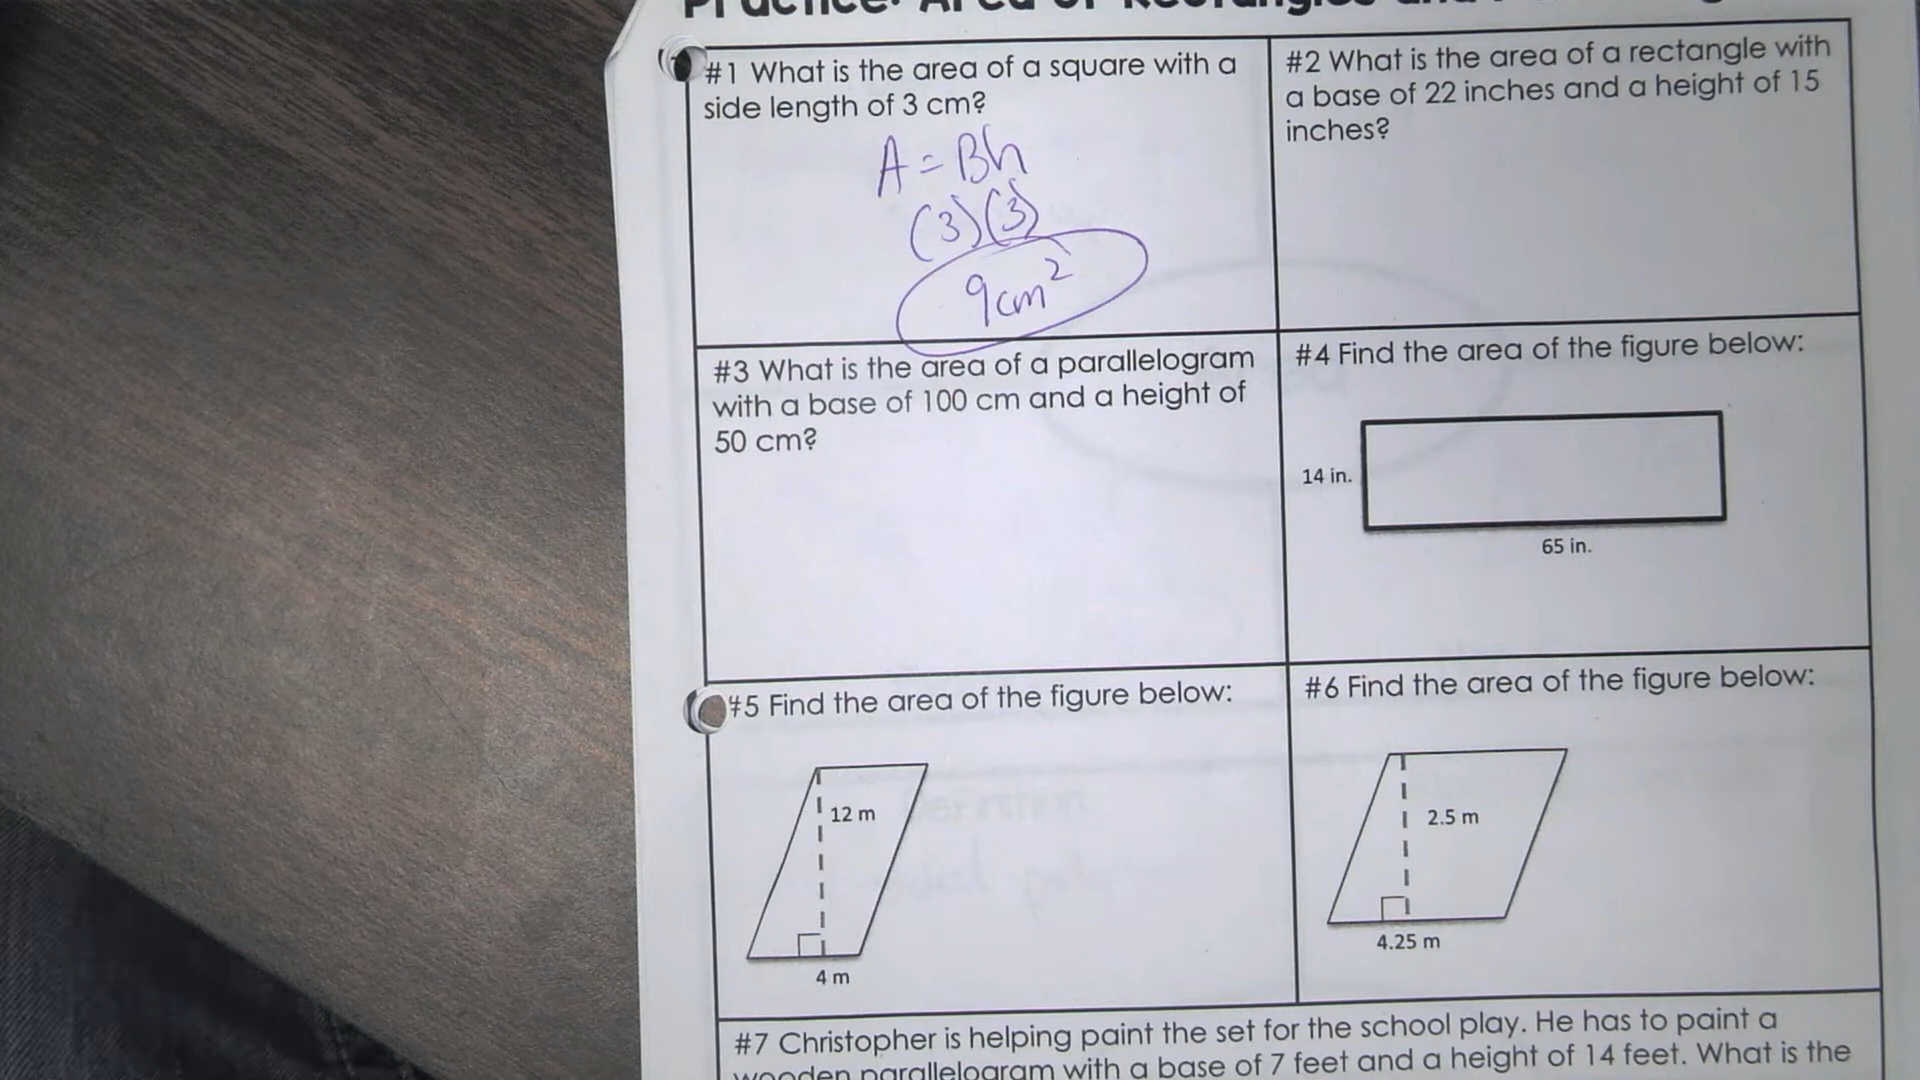 #1 What is the area of a square with a
side length of 3 cm?
A = Bh
(3)(3)
9cm²
#2 What is the area of a rectangle with
a base of 22 inches and a height of 15
inches?
#3 What is the area of a parallelogram
with a base of 100 cm and a height of
50 cm?
#4 Find the area of the figure below:
14 in.
65 in.
#5 Find the area of the figure below:
12 m
4 m
#6 Find the area of the figure below:
2.5 m
4.25 m
#7 Christopher is helping paint the set for the school play. He has to paint a
wooden parallelogram with a base of 7 feet and a height of 14 feet. What is the